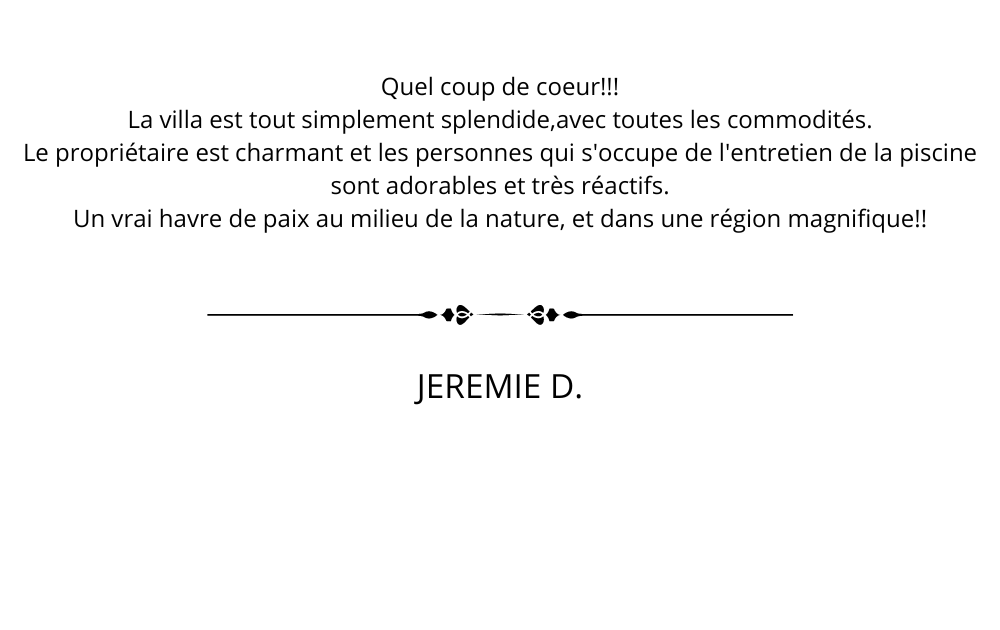 Quel coup de coeur!!!
La villa est tout simplement splendide,avec toutes les commodités.
Le propriétaire est charmant et les personnes qui s'occupe de l'entretien de la piscine
sont adorables et très réactifs.
Un vrai havre de paix au milieu de la nature, et dans une région magnifique!!
JEREMIE D.